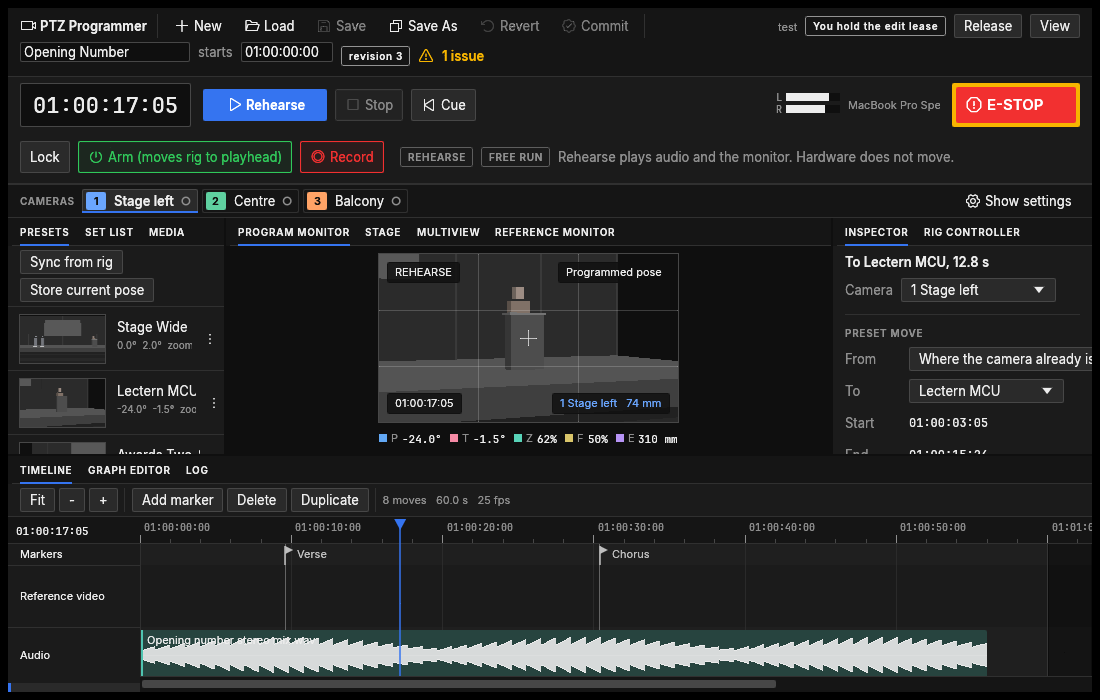 PTZ Programmer New Load Save Save As Revert Commit test You hold the edit lease Release View
Opening Number starts 01:00:00:00 revision 3 1 issue
01:00:17:05 Rehearse Stop Cue L R MacBook Pro Spe E-STOP
Lock Arm (moves rig to playhead) Record REHEARSE FREE RUN Rehearse plays audio and the monitor. Hardware does not move.
CAMERAS 1 Stage left 2 Centre 3 Balcony Show settings
PRESETS SET LIST MEDIA PROGRAM MONITOR STAGE MULTIVIEW REFERENCE MONITOR INSPECTOR RIG CONTROLLER
Sync from rig
Store current pose
Stage Wide
0.0° 2.0° zoom
Lectern MCU
-24.0° -1.5° zoo
REHEARSE Programmed pose
01:00:17:05 1 Stage left 74 mm
P -24.0° T -1.5° Z 62% F 50% E 310 mm
To Lectern MCU, 12.8 s
Camera 1 Stage left
PRESET MOVE
From Where the camera already is
To Lectern MCU
Start 01:00:03:05
TIMELINE GRAPH EDITOR LOG
Fit - + Add marker Delete Duplicate 8 moves 60.0 s 25 fps
01:00:17:05 01:00:00:00 01:00:10:00 01:00:20:00 01:00:30:00 01:00:40:00 01:00:50:00 01:01:0
Markers Verse Chorus
Reference video
Opening number stereo mix.wav
Audio